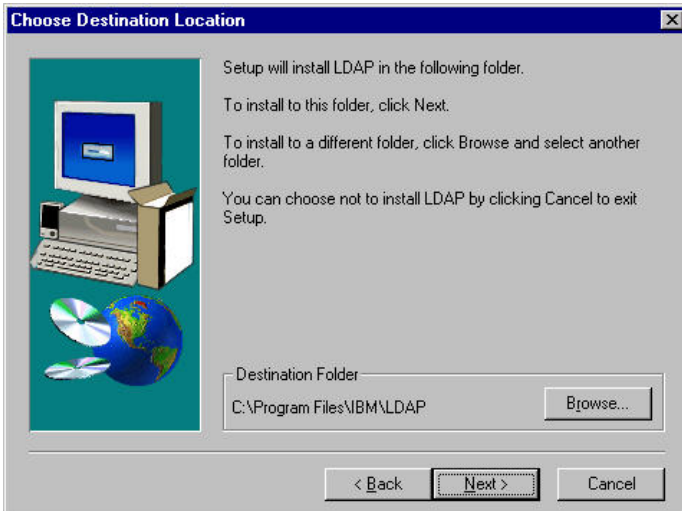 Choose Destination Location
Setup will install LDAP in the following folder.
To install to this folder, click Next.
To install to a different folder, click Browse and select another
folder.
You can choose not to install LDAP by clicking Cancel to exit
Setup.
Destination Folder
C:\Program Files\IBM\LDAP
Browse...
< Back
Next >
Cancel